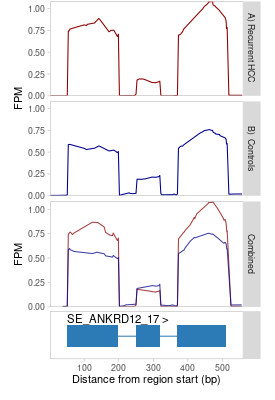 1.00
0.75
0.50
0.25
0.00
FPM
A) Recurrent HCC
1.00
0.75
0.50
0.25
0.00
B): Controls
1.00
0.75
0.50
0.25
0.00
FPM
Combined
SE_ANKRD12_17 >
100 200 300 400 500
Distance from region start (bp)